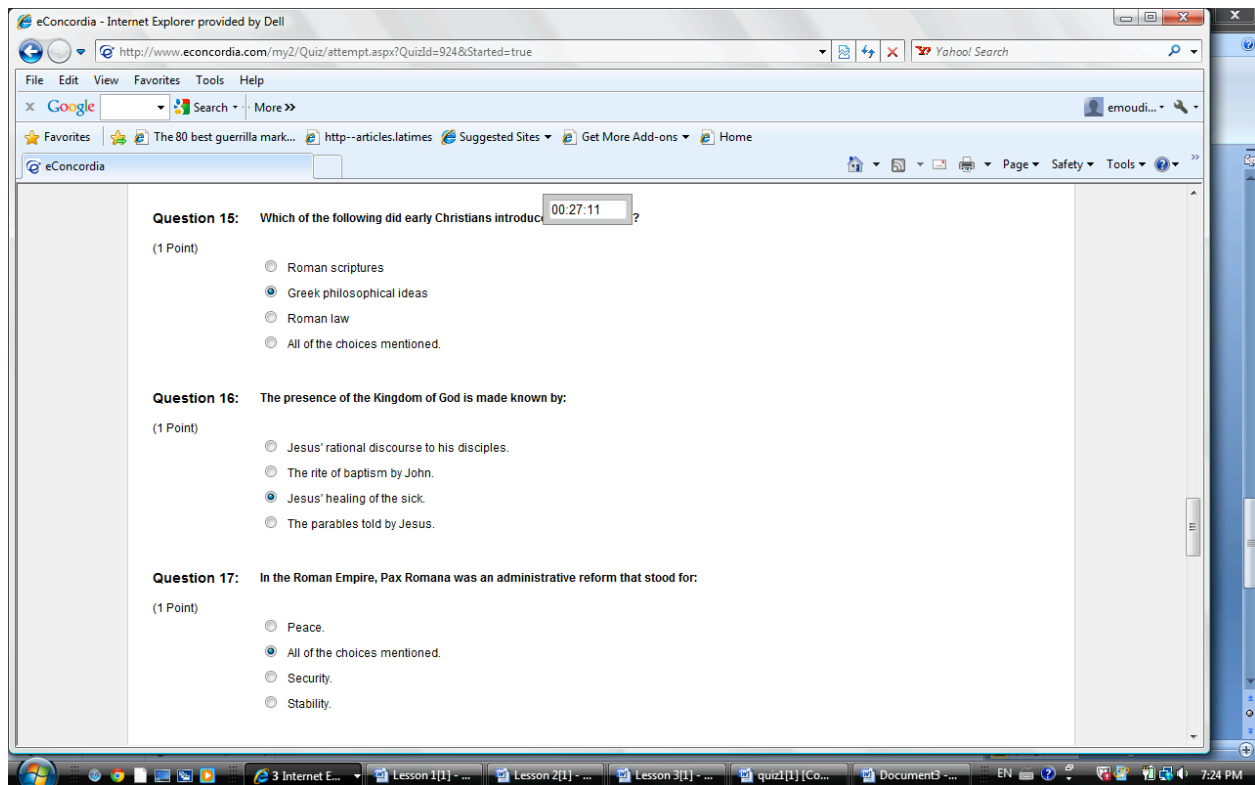 eConcordia - Internet Explorer provided by Dell
http://www.econcordia.com/my2/Quiz/attempt.aspx?QuizId=924&Started=true
Yahoo! Search
File Edit View Favorites Tools Help
x Google Search More >> emoudi...
Favorites The 80 best guerrilla mark... http--articles.latimes Suggested Sites Get More Add-ons Home
eConcordia Page Safety Tools
00:27:11
Question 15: Which of the following did early Christians introduc ?
(1 Point)
Roman scriptures
Greek philosophical ideas
Roman law
All of the choices mentioned.
Question 16: The presence of the Kingdom of God is made known by:
(1 Point)
Jesus' rational discourse to his disciples.
The rite of baptism by John.
Jesus' healing of the sick.
The parables told by Jesus.
Question 17: In the Roman Empire, Pax Romana was an administrative reform that stood for:
(1 Point)
Peace.
All of the choices mentioned.
Security.
Stability.
3 Internet E... Lesson 1[1] - ... Lesson 2[1] - ... Lesson 3[1] - ... quiz1[1] [Co... Document3 -... EN 7:24 PM